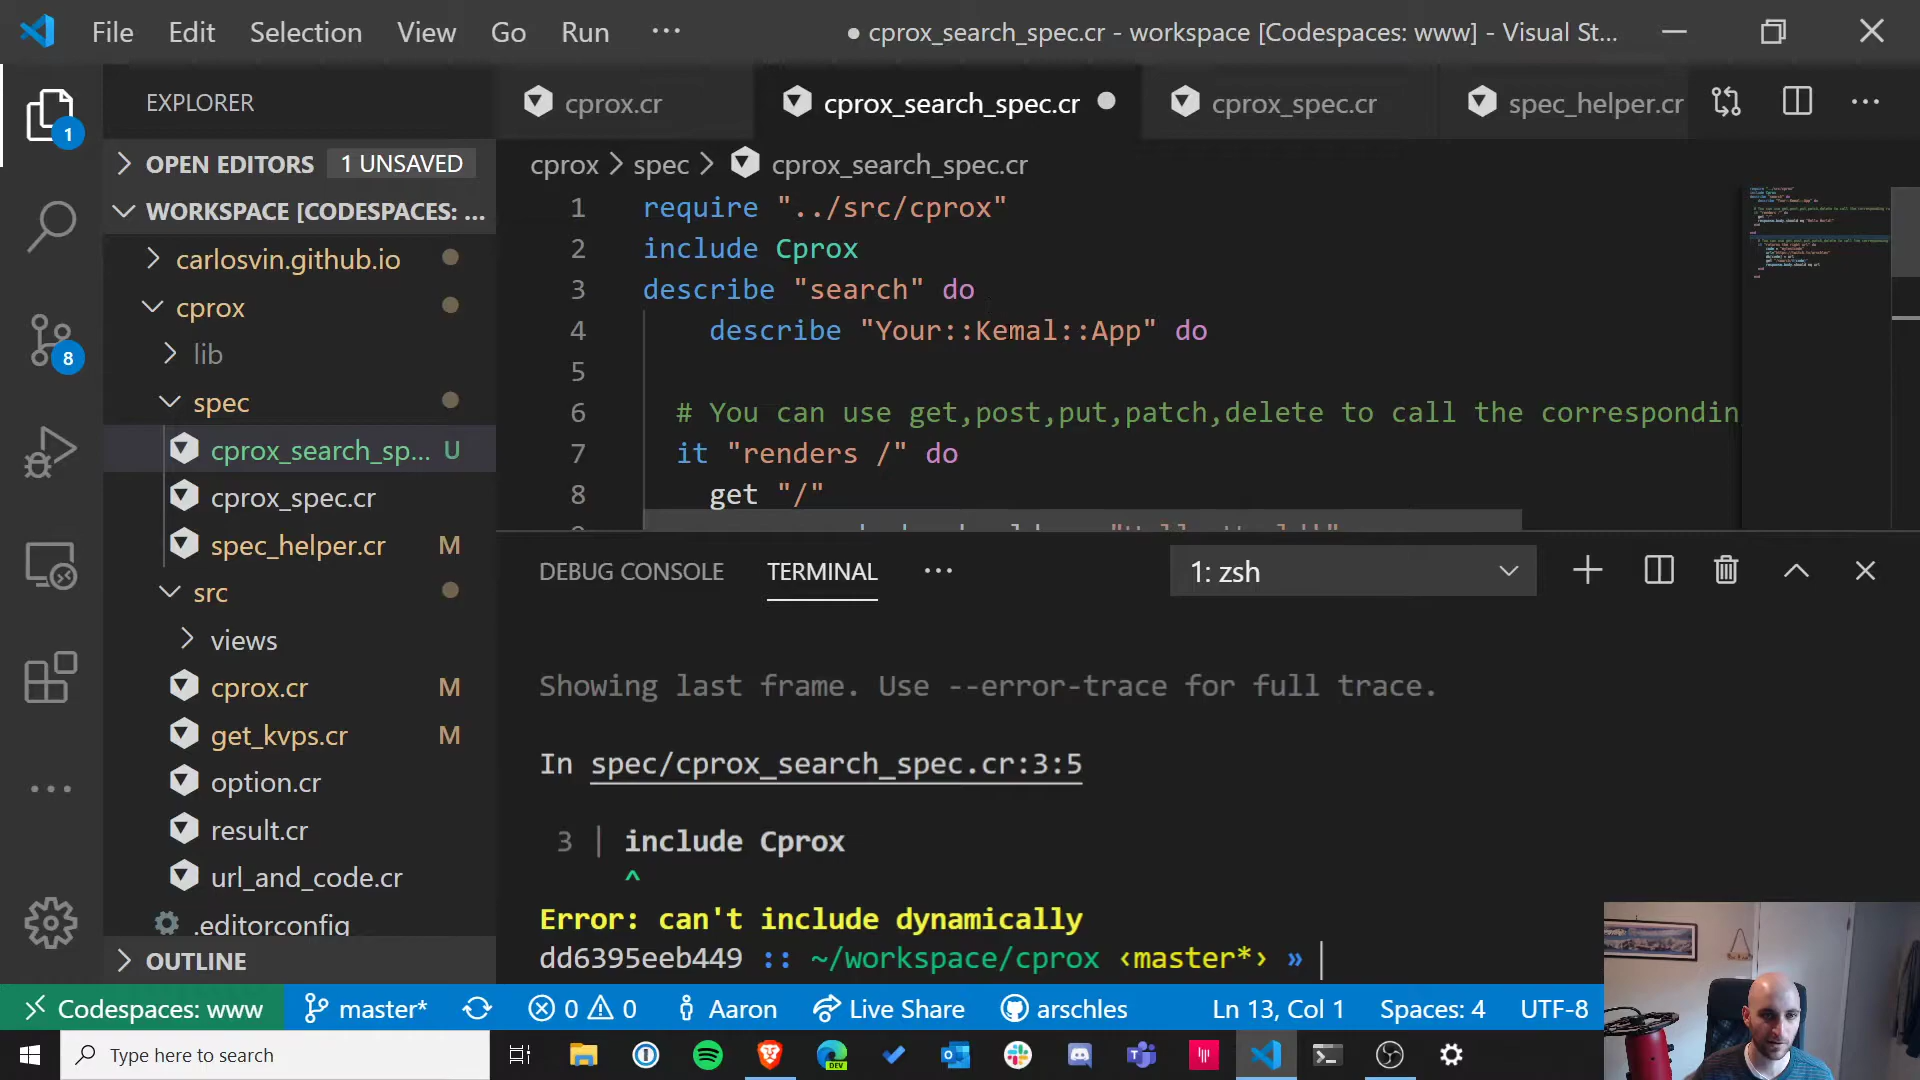 File Edit Selection View Go Run ···
● cprox_search_spec.cr - workspace [Codespaces: www] - Visual St...
EXPLORER
cprox.cr
cprox_search_spec.cr
cprox_spec.cr
spec_helper.cr
OPEN EDITORS 1 UNSAVED
WORKSPACE [CODESPACES: ...
carlosvin.github.io
cprox
lib
spec
cprox_search_sp... U
cprox_spec.cr
spec_helper.cr M
src
views
cprox.cr M
get_kvps.cr M
option.cr
result.cr
url_and_code.cr
.editorconfig
OUTLINE
1
8
cprox > spec > cprox_search_spec.cr
1 require "../src/cprox"
2 include Cprox
3 describe "search" do
4 describe "Your::Kemal::App" do
5
6 # You can use get,post,put,patch,delete to call the correspondin
7 it "renders /" do
8 get "/"
DEBUG CONSOLE TERMINAL ···
1: zsh
Showing last frame. Use --error-trace for full trace.
In spec/cprox_search_spec.cr:3:5
3 | include Cprox
^
Error: can't include dynamically
dd6395eeb449 :: ~/workspace/cprox ‹master*› »
Codespaces: www master* 0 0 Aaron Live Share arschles Ln 13, Col 1 Spaces: 4 UTF-8
Type here to search
DEV